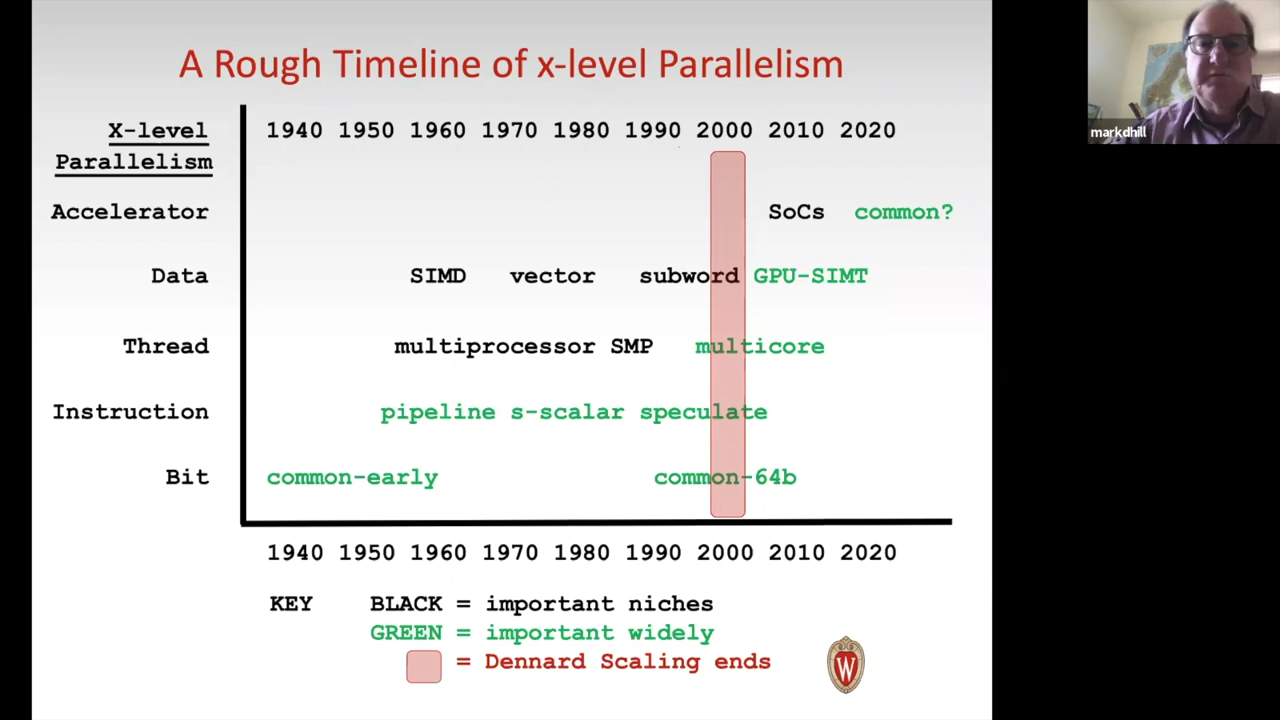 A Rough Timeline of x-level Parallelism
X-level Parallelism
1940 1950 1960 1970 1980 1990 2000 2010 2020
Accelerator SoCs common?
Data SIMD vector subword GPU-SIMT
Thread multiprocessor SMP multicore
Instruction pipeline s-scalar speculate
Bit common-early common-64b
1940 1950 1960 1970 1980 1990 2000 2010 2020
KEY BLACK = important niches
GREEN = important widely
= Dennard Scaling ends
W
markdhill